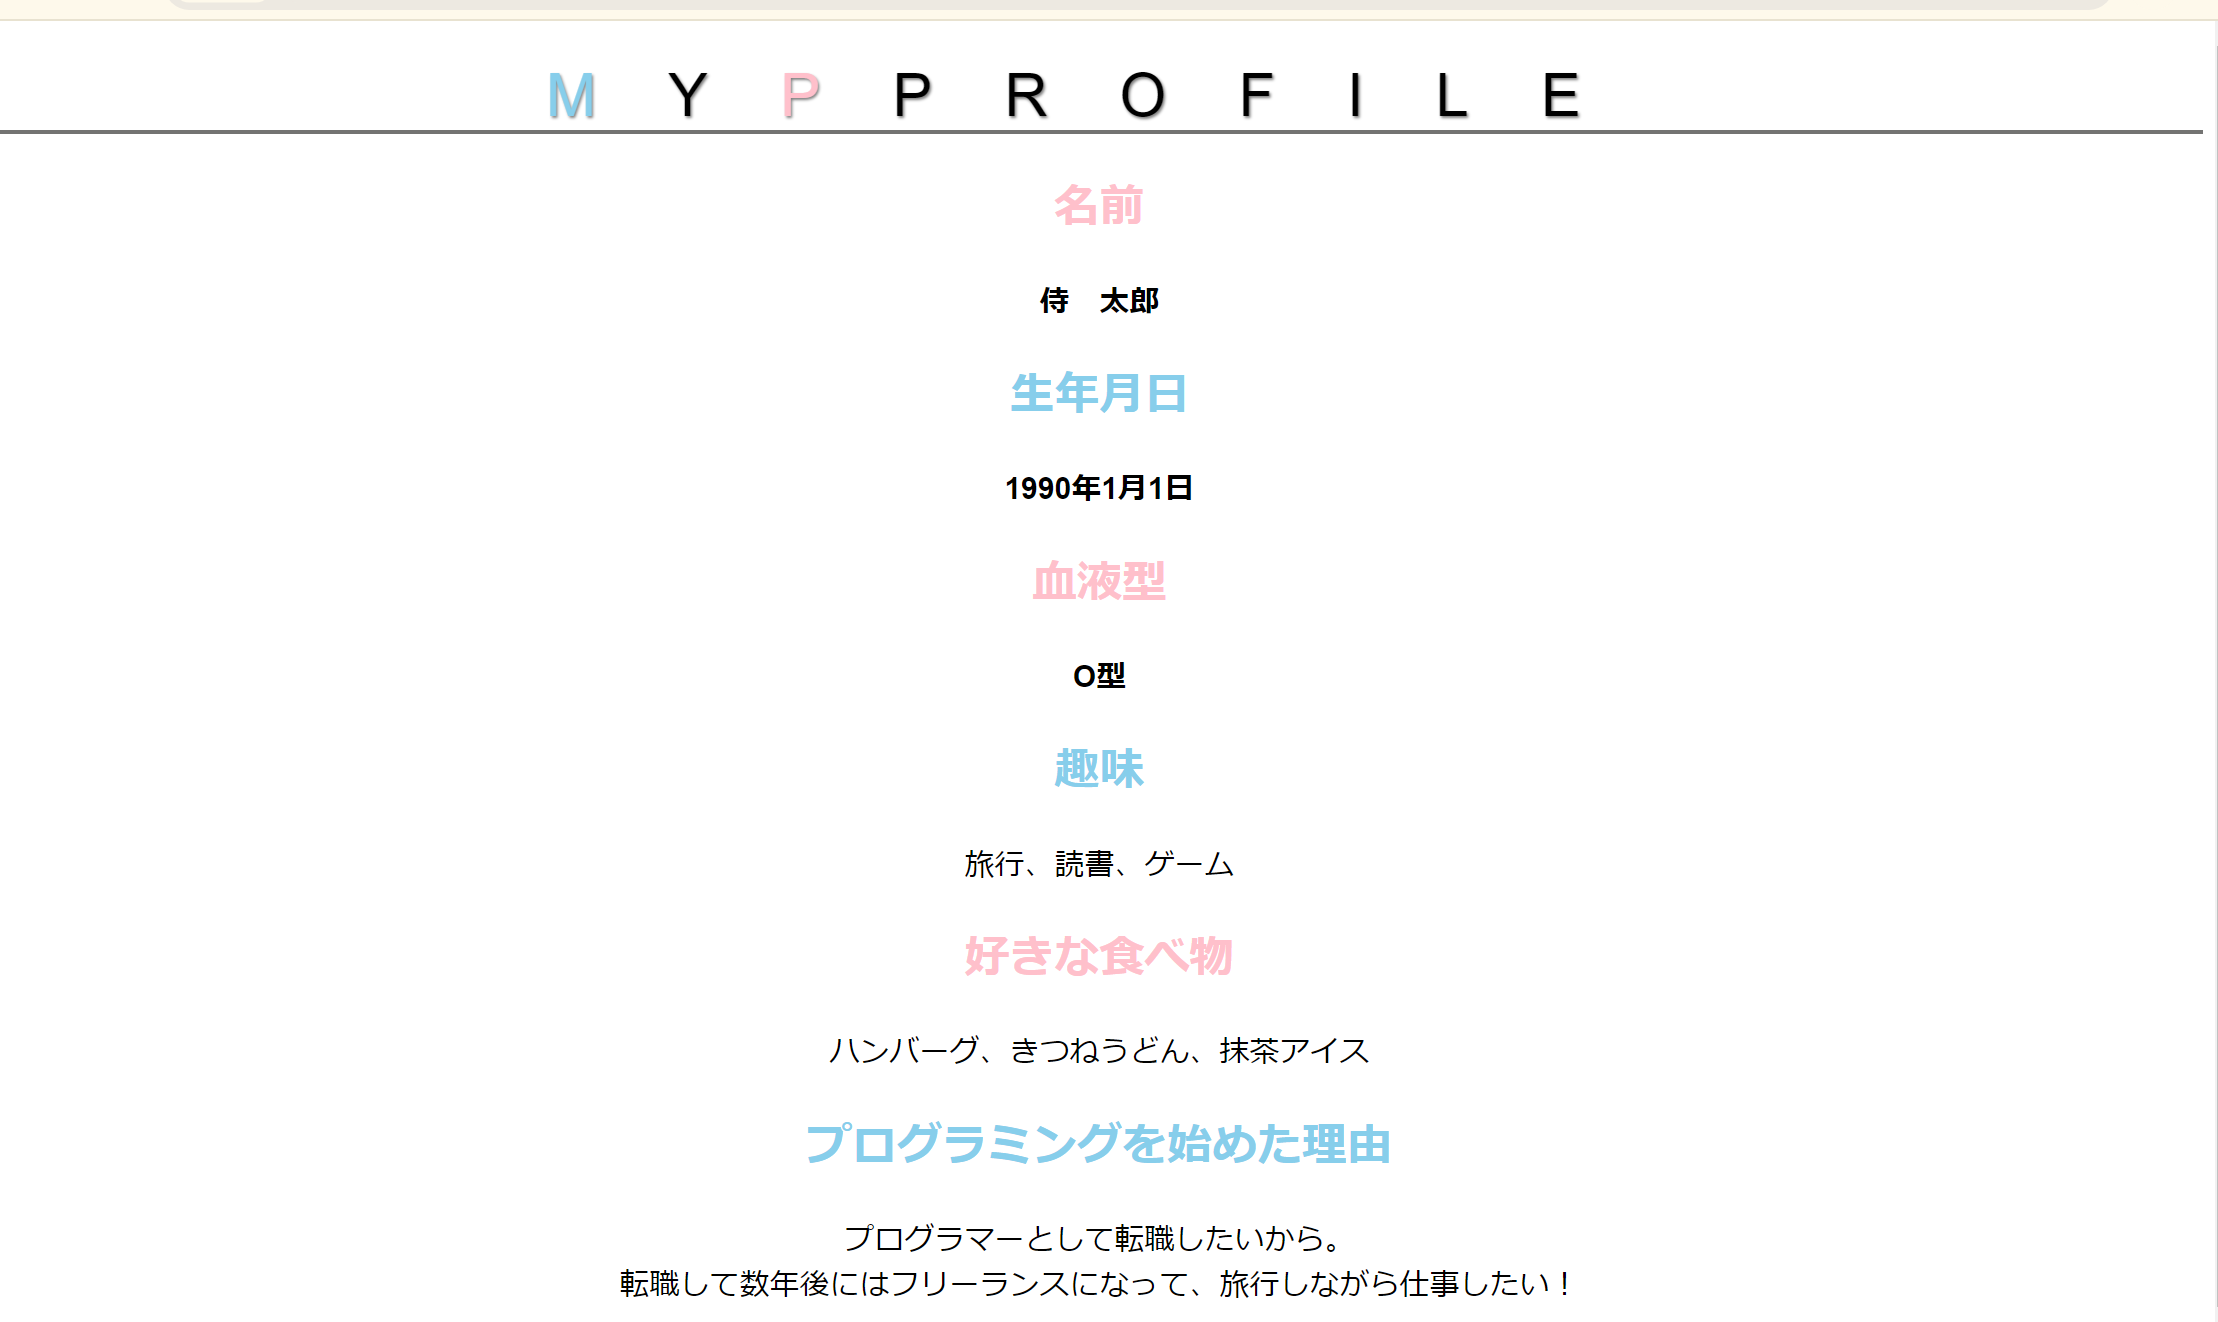 M Y P P R O F I L E
名前
侍　太郎
生年月日
1990年1月1日
血液型
O型
趣味
旅行、読書、ゲーム
好きな食べ物
ハンバーグ、きつねうどん、抹茶アイス
プログラミングを始めた理由
プログラマーとして転職したいから。
転職して数年後にはフリーランスになって、旅行しながら仕事したい！